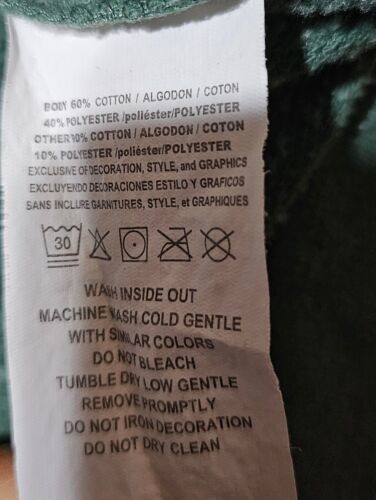 BODY 60% COTTON / ALGODON / COTON
40% POLYESTER /poliéster/POLYESTER
OTHER 90% COTTON / ALGODON / COTON
10% POLYESTER /poliéster/POLYESTER
EXCLUSIVE OF DECORATION, STYLE, and GRAPHICS
EXCLUYENDO DECORACIONES ESTILO Y GRAFICOS
SANS INCLURE GARNITURES, STYLE, et GRAPHIQUES
30
WASH INSIDE OUT
MACHINE WASH COLD GENTLE
WITH SIMILAR COLORS
DO NOT BLEACH
TUMBLE DRY LOW GENTLE
REMOVE PROMPTLY
DO NOT IRON DECORATION
DO NOT DRY CLEAN